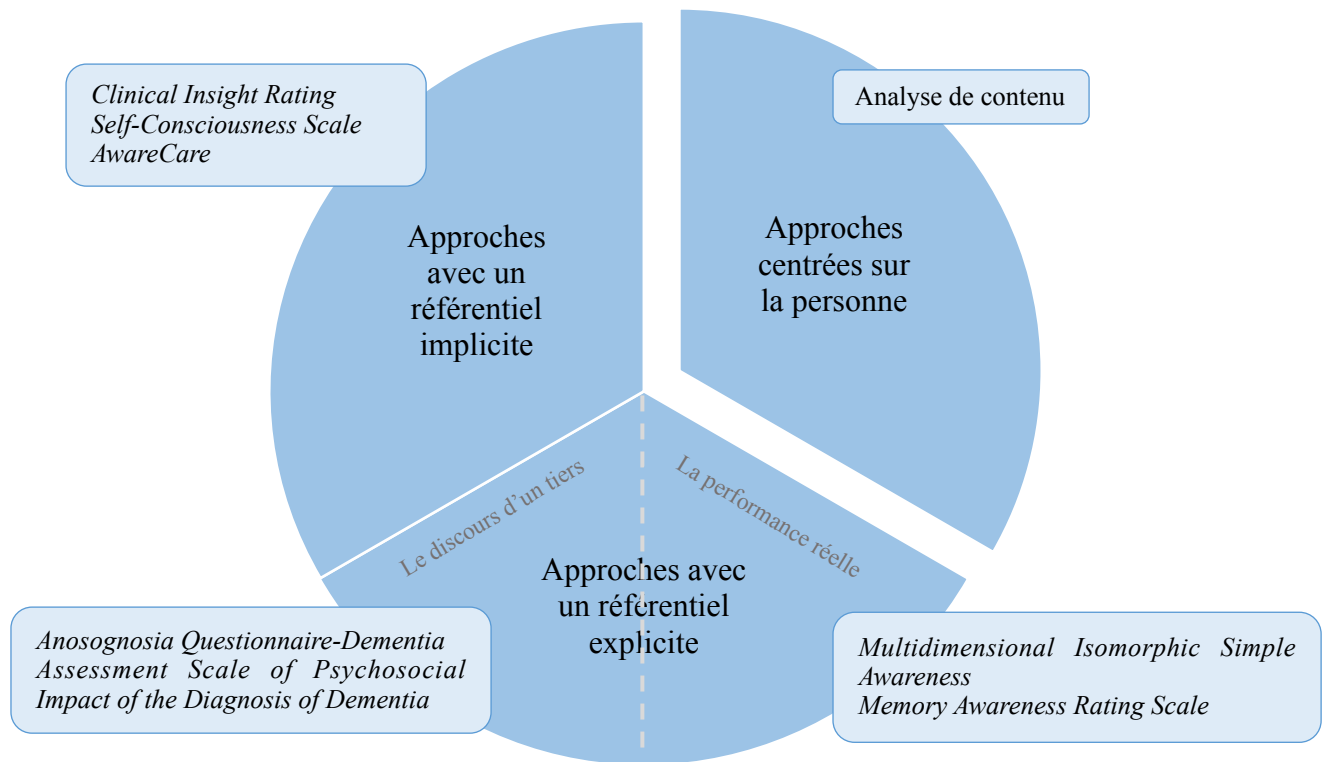 Clinical Insight Rating
Self-Consciousness Scale
AwareCare
Analyse de contenu
Approches
avec un
référentiel
implicite
Approches
centrées sur
la personne
Le discours d’un tiers
La performance réelle
Approches avec
un référentiel
explicite
Anosognosia Questionnaire-Dementia
Assessment Scale of Psychosocial
Impact of the Diagnosis of Dementia
Multidimensional Isomorphic Simple
Awareness
Memory Awareness Rating Scale